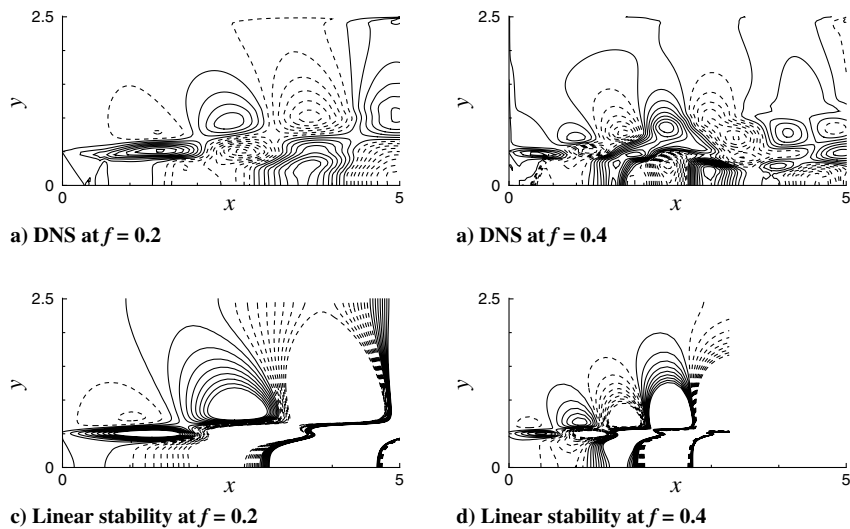 2.5
y
0
0
x
5
a) DNS at f = 0.2
2.5
y
0
0
x
5
a) DNS at f = 0.4
2.5
y
0
0
x
5
c) Linear stability at f = 0.2
2.5
y
0
0
x
5
d) Linear stability at f = 0.4